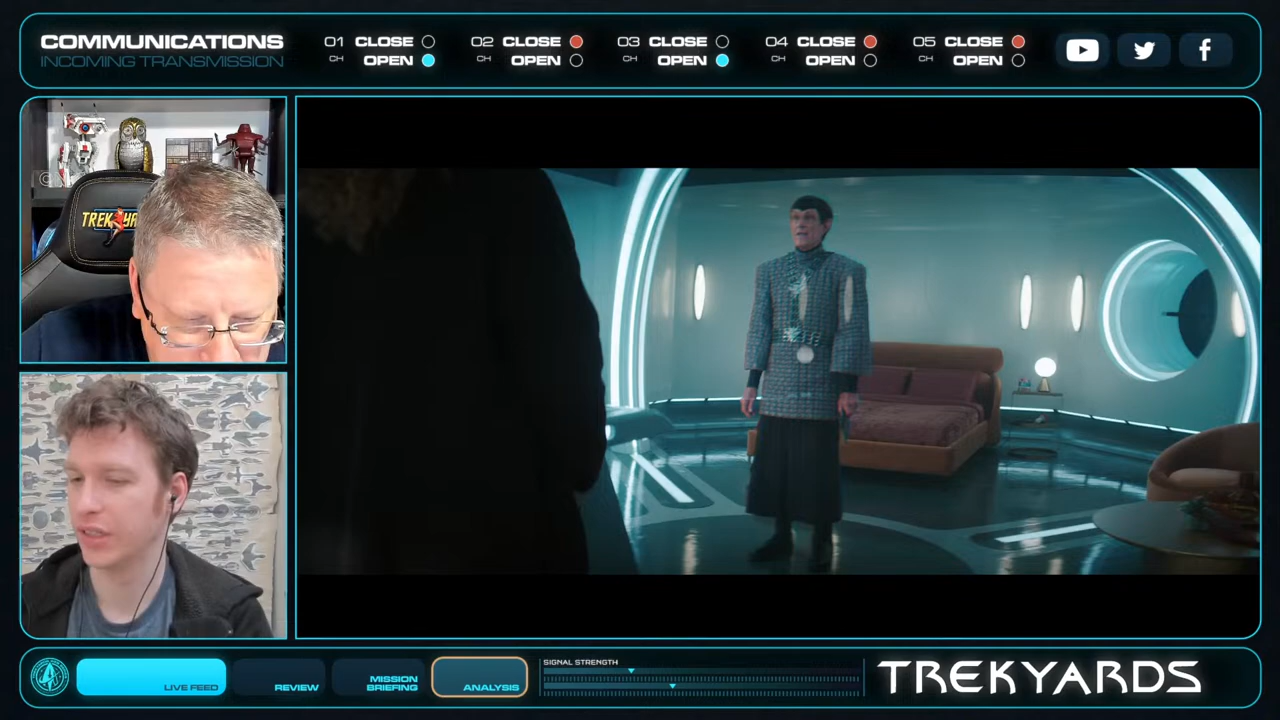 COMMUNICATIONS
INCOMING TRANSMISSION
01 CLOSE
CH OPEN
02 CLOSE
CH OPEN
03 CLOSE
CH OPEN
04 CLOSE
CH OPEN
05 CLOSE
CH OPEN
LIVE FEED
REVIEW
MISSION
BRIEFING
ANALYSIS
SIGNAL STRENGTH
TREKYARDS